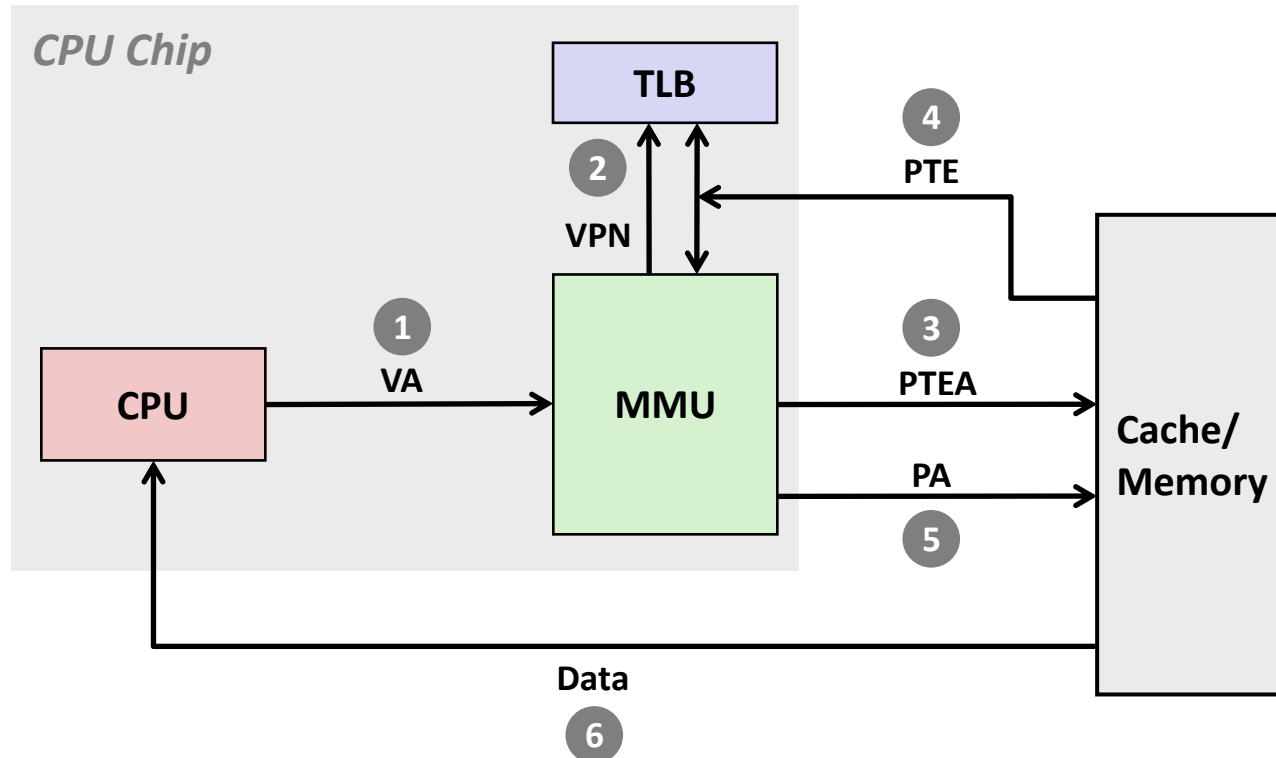 CPU Chip
TLB
4
PTE
2
VPN
1
VA
3
PTEA
CPU
MMU
Cache/
Memory
PA
5
Data
6